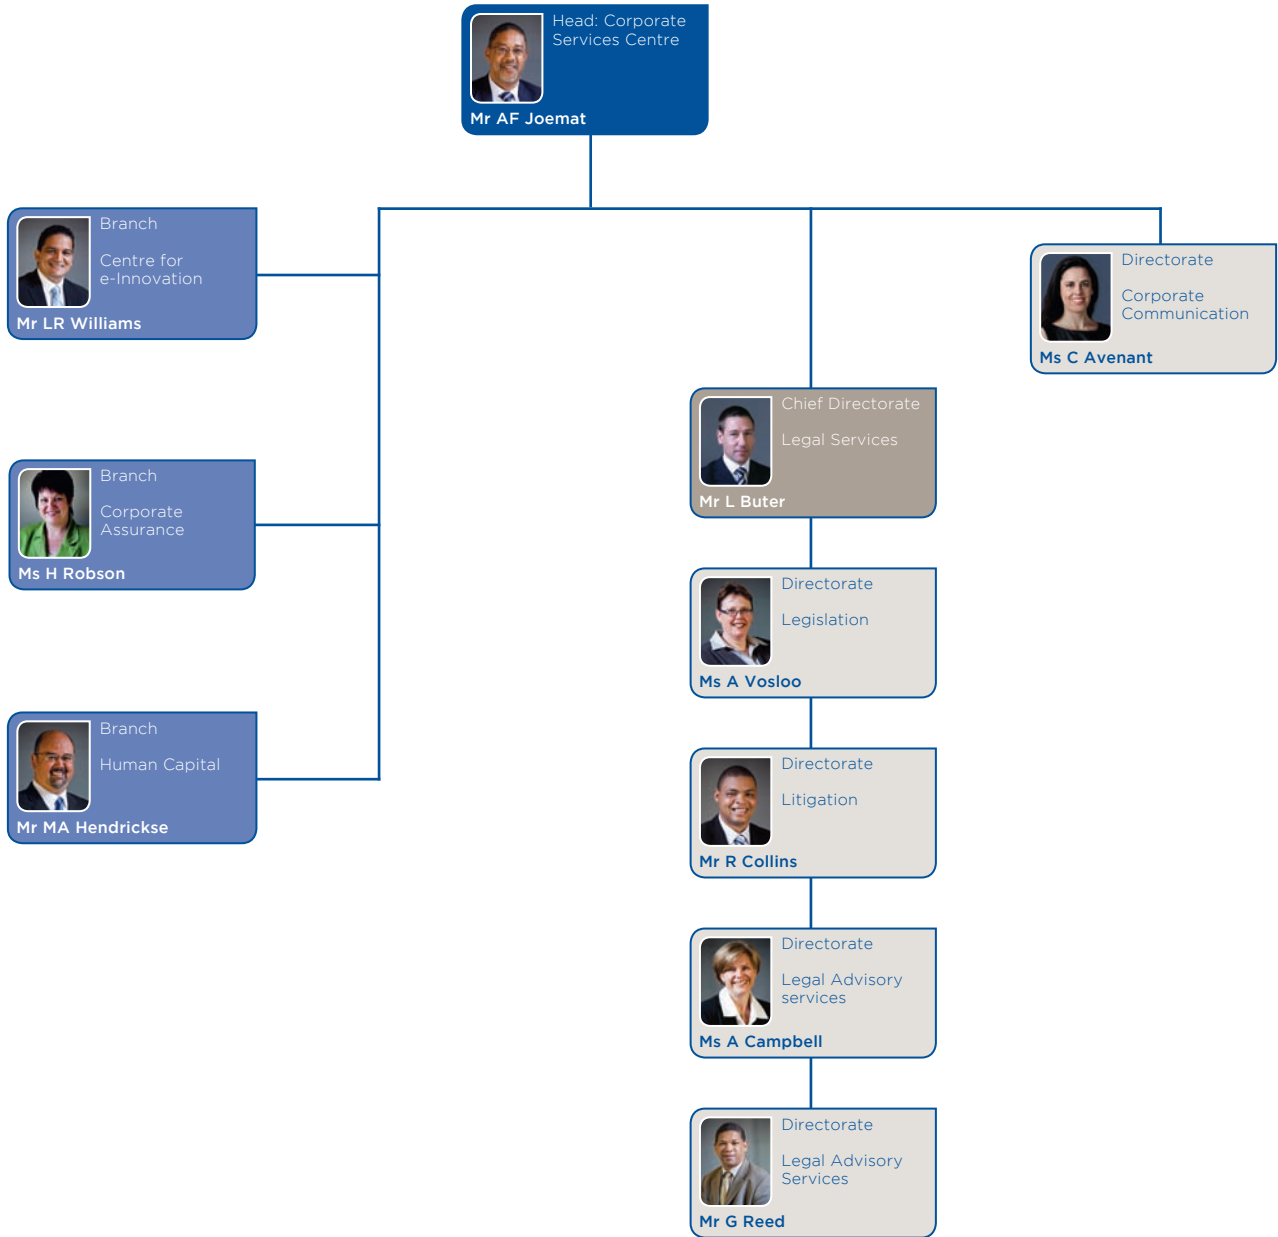 Head: Corporate
Services Centre
Mr AF Joemat
Branch
Centre for
e-Innovation
Mr LR Williams
Directorate
Corporate
Communication
Ms C Avenant
Chief Directorate
Legal Services
Mr L Buter
Branch
Corporate
Assurance
Ms H Robson
Directorate
Legislation
Ms A Vosloo
Branch
Human Capital
Mr MA Hendrickse
Directorate
Litigation
Mr R Collins
Directorate
Legal Advisory
services
Ms A Campbell
Directorate
Legal Advisory
Services
Mr G Reed